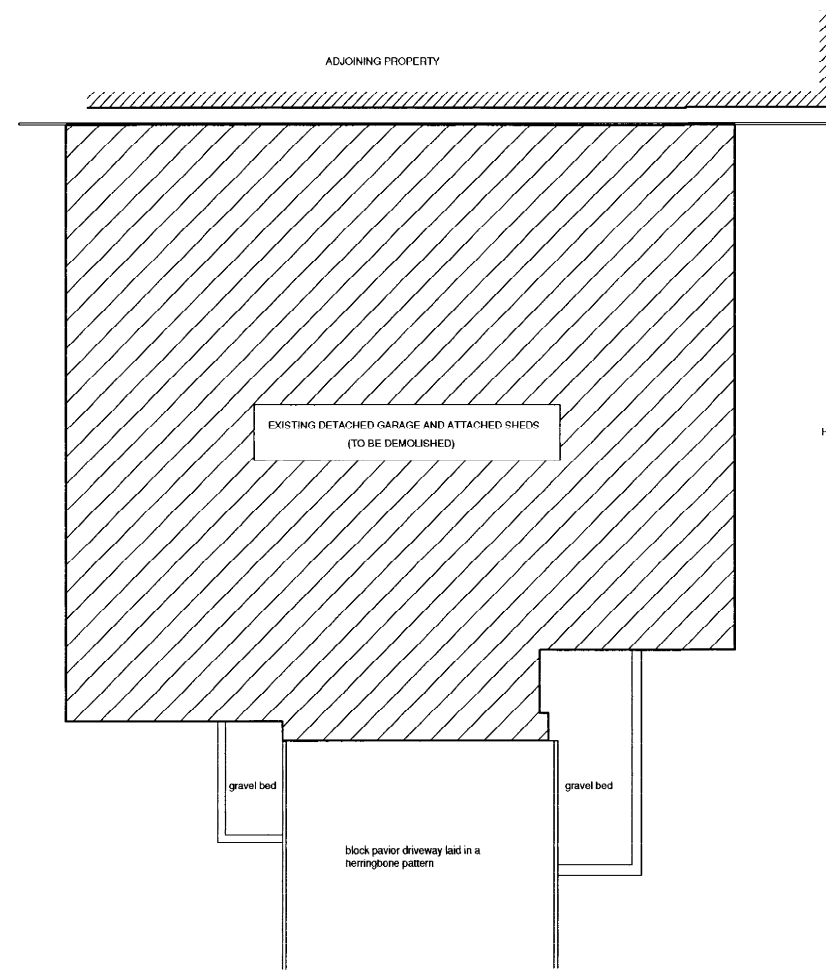 ADJOINING PROPERTY
EXISTING DETACHED GARAGE AND ATTACHED SHEDS
(TO BE DEMOLISHED)
H
gravel bed
gravel bed
block pavior driveway laid in a
herringbone pattern